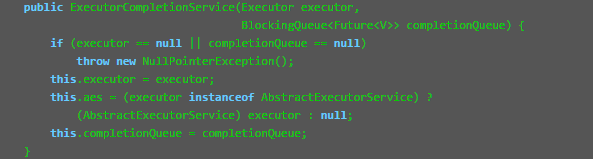 public ExecutorCompletionService(Executor executor,
BlockingQueue<Future<V>> completionQueue) {
if (executor == null || completionQueue == null)
throw new NullPointerException();
this.executor = executor;
this.aes = (executor instanceof AbstractExecutorService) ?
(AbstractExecutorService) executor : null;
this.completionQueue = completionQueue;
}